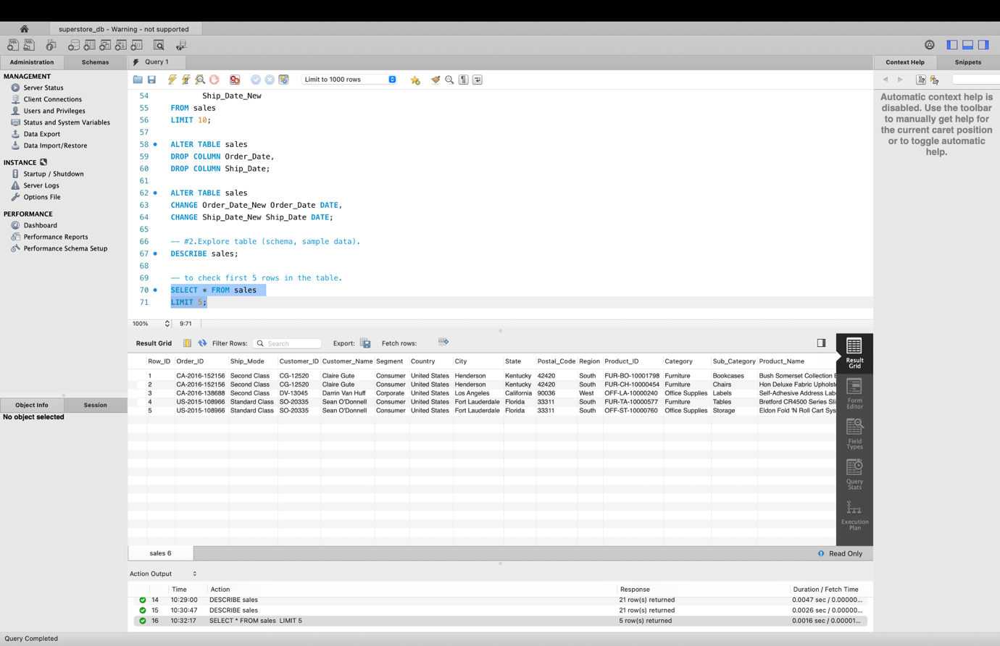 superstore_db - Warning - not supported
Administration
Schemas
Query 1
Context Help
Snippets
MANAGEMENT
Server Status
Client Connections
Users and Privileges
Status and System Variables
Data Export
Data Import/Restore
INSTANCE
Startup / Shutdown
Server Logs
Options File
PERFORMANCE
Dashboard
Performance Reports
Performance Schema Setup
Object Info
Session
No object selected
Limit to 1000 rows
54 Ship_Date_New
55 FROM sales
56 LIMIT 10;
57
58 ALTER TABLE sales
59 DROP COLUMN Order_Date,
60 DROP COLUMN Ship_Date;
61
62 ALTER TABLE sales
63 CHANGE Order_Date_New Order_Date DATE,
64 CHANGE Ship_Date_New Ship_Date DATE;
65
66 -- #2.Explore table (schema, sample data).
67 DESCRIBE sales;
68
69 -- to check first 5 rows in the table.
70 SELECT * FROM sales
71 LIMIT 5;
100% 9:71
Automatic context help is
disabled. Use the toolbar
to manually get help for
the current caret position
or to toggle automatic
help.
Result Grid Filter Rows: Search Export: Fetch rows:
Row_ID Order_ID Ship_Mode Customer_ID Customer_Name Segment Country City State Postal_Code Region Product_ID Category Sub_Category Product_Name
1 CA-2016-152156 Second Class CG-12520 Claire Gute Consumer United States Henderson Kentucky 42420 South FUR-BO-10001798 Furniture Bookcases Bush Somerset Collection
2 CA-2016-152156 Second Class CG-12520 Claire Gute Consumer United States Henderson Kentucky 42420 South FUR-CH-10000454 Furniture Chairs Hon Deluxe Fabric Upholst
3 CA-2016-138688 Second Class DV-13045 Darrin Van Huff Corporate United States Los Angeles California 90036 West OFF-LA-10000240 Office Supplies Labels Self-Adhesive Address Lab
4 US-2015-108966 Standard Class SO-20335 Sean O'Donnell Consumer United States Fort Lauderdale Florida 33311 South FUR-TA-10000577 Furniture Tables Bretford CR4500 Series Sli
5 US-2015-108966 Standard Class SO-20335 Sean O'Donnell Consumer United States Fort Lauderdale Florida 33311 South OFF-ST-10000760 Office Supplies Storage Eldon Fold 'N Roll Cart Sys
Result
Grid
Form
Editor
Field
Types
Query
Stats
Execution
Plan
sales 6
Read Only
Action Output
Time Action Response Duration / Fetch Time
14 10:29:00 DESCRIBE sales 21 row(s) returned 0.0047 sec / 0.00000...
15 10:30:47 DESCRIBE sales 21 row(s) returned 0.0026 sec / 0.00000...
16 10:32:17 SELECT * FROM sales LIMIT 5 5 row(s) returned 0.0016 sec / 0.00001...
Query Completed